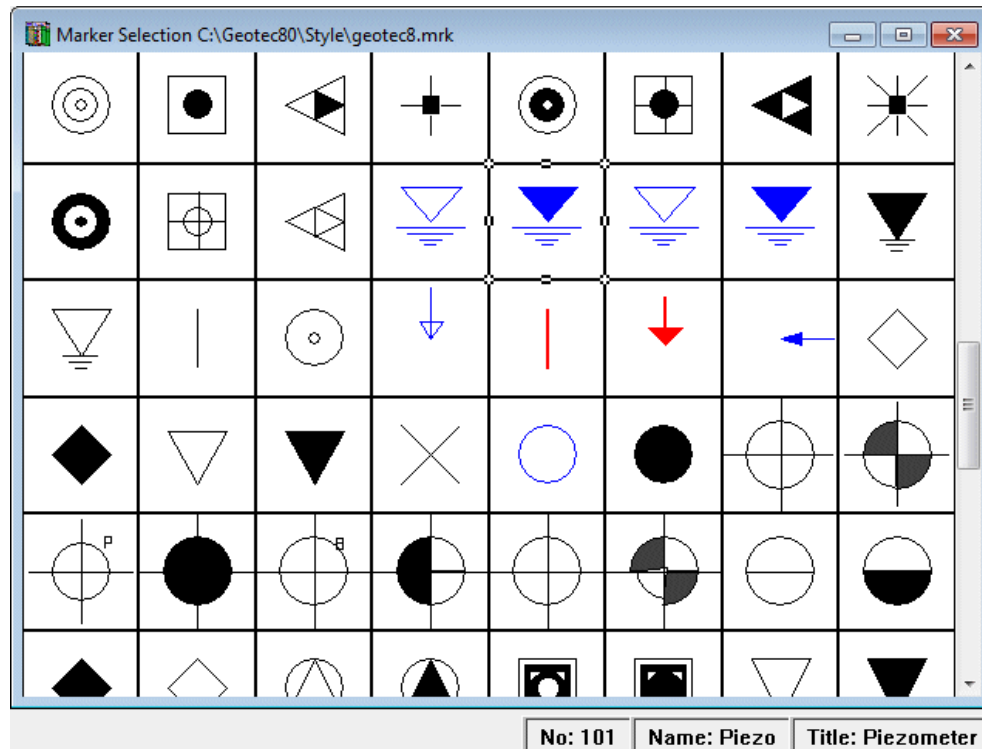 Marker Selection C:\Geotec80\Style\geotec8.mrk
P
B
No: 101 Name: Piezo Title: Piezometer